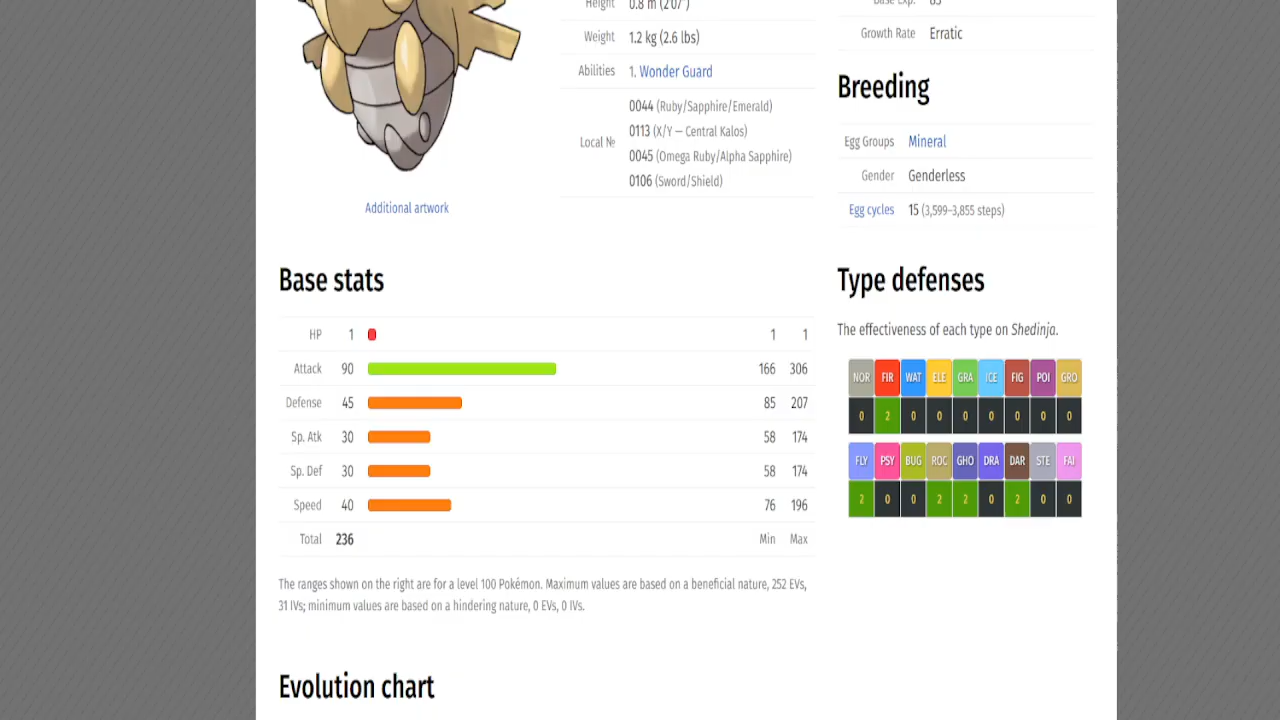 Height 0.8 m (2′07″)
Weight 1.2 kg (2.6 lbs)
Abilities 1. Wonder Guard
Local № 0044 (Ruby/Sapphire/Emerald)
0113 (X/Y — Central Kalos)
0045 (Omega Ruby/Alpha Sapphire)
0106 (Sword/Shield)
Additional artwork
Base Exp.
Growth Rate Erratic
Breeding
Egg Groups Mineral
Gender Genderless
Egg cycles 15 (3,599–3,855 steps)
Base stats
HP 1 1 1
Attack 90 166 306
Defense 45 85 207
Sp. Atk 30 58 174
Sp. Def 30 58 174
Speed 40 76 196
Total 236 Min Max
The ranges shown on the right are for a level 100 Pokémon. Maximum values are based on a beneficial nature, 252 EVs,
31 IVs; minimum values are based on a hindering nature, 0 EVs, 0 IVs.
Type defenses
The effectiveness of each type on Shedinja.
NOR FIR WAT ELE GRA ICE FIG POI GRO
0 2 0 0 0 0 0 0 0
FLY PSY BUG ROC GHO DRA DAR STE FAI
2 0 0 2 2 0 2 0 0
Evolution chart